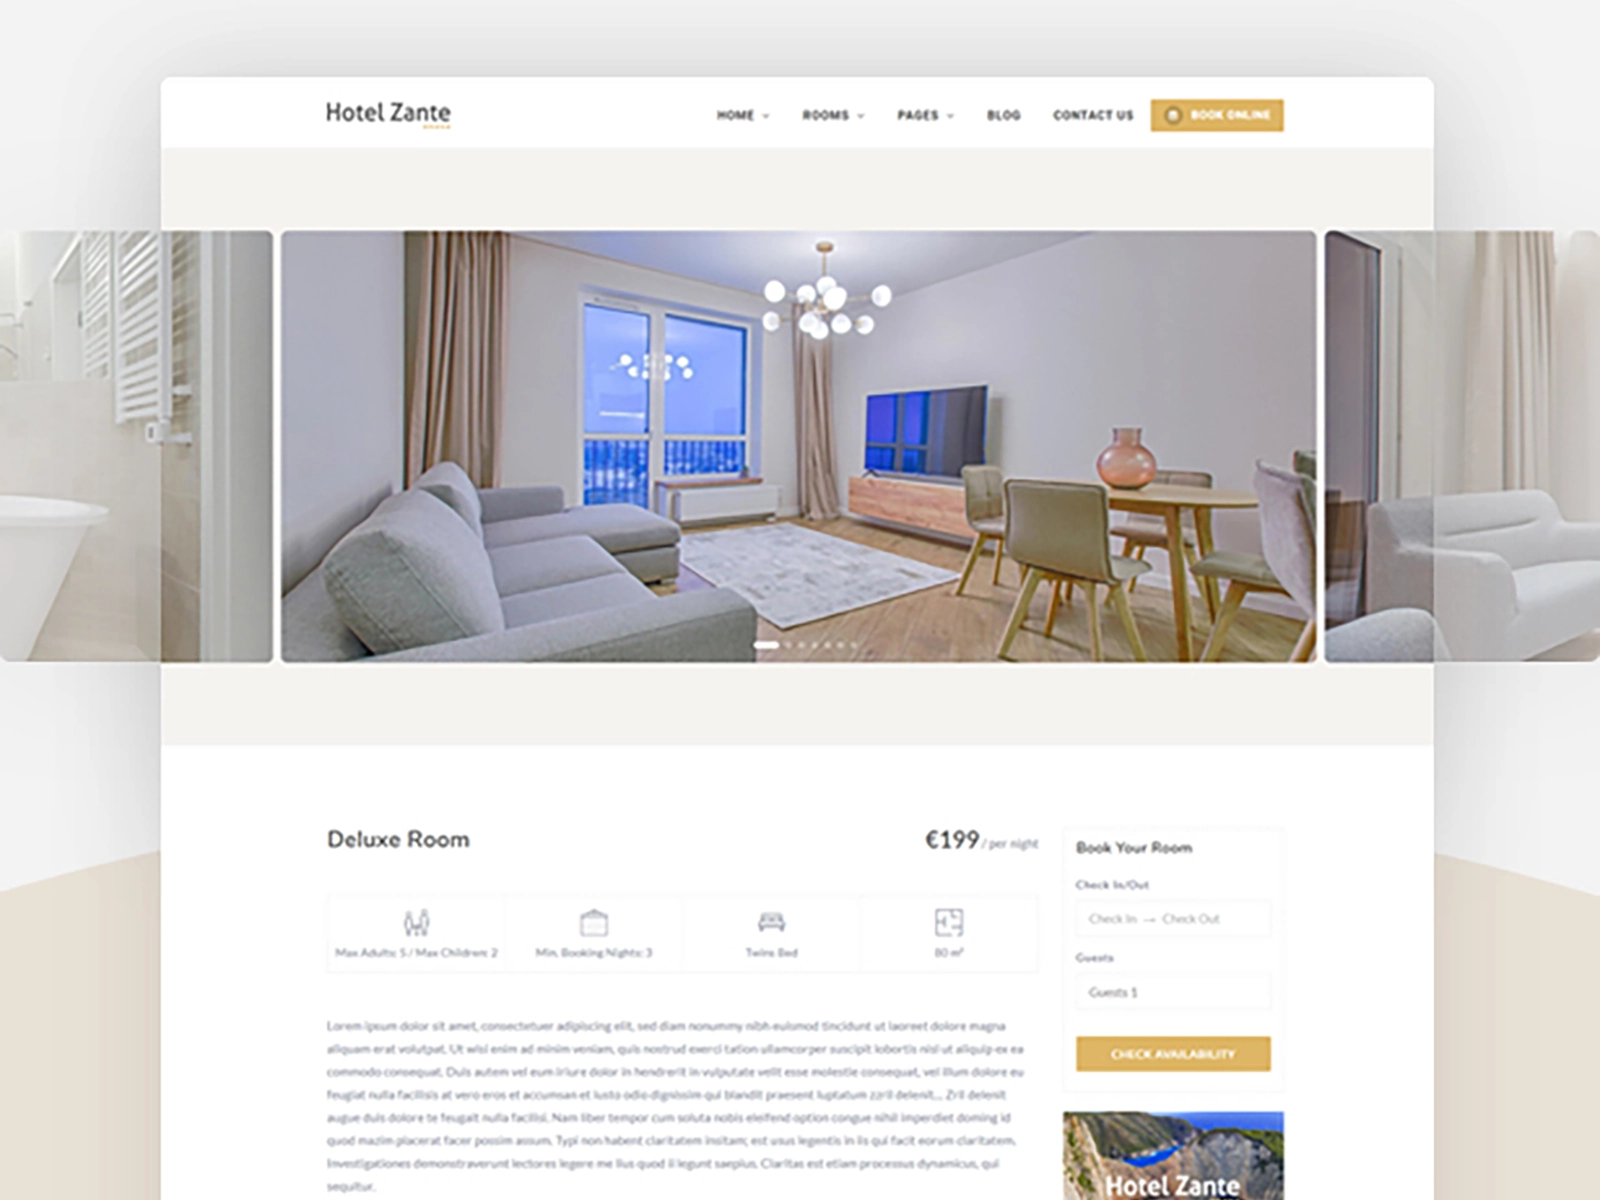 Hotel Zante
HOME ROOMS PAGES BLOG CONTACT US BOOK ONLINE
Deluxe Room
€199 / per night
Max Adults: 5 / Max Children: 2
Min. Booking Nights: 3
Twins Bed
80 m²
Lorem ipsum dolor sit amet, consectetuer adipiscing elit, sed diam nonummy nibh euismod tincidunt ut laoreet dolore magna
aliquam erat volutpat. Ut wisi enim ad minim veniam, quis nostrud exerci tation ullamcorper suscipit lobortis nisl ut aliquip ex ea
commodo consequat. Duis autem vel eum iriure dolor in hendrerit in vulputate velit esse molestie consequat, vel illum dolore eu
feugiat nulla facilisis at vero eros et accumsan et iusto odio dignissim qui blandit praesent luptatum zzril delenit... Zril delenit
augue duis dolore te feugait nulla facilisi. Nam liber tempor cum soluta nobis eleifend option congue nihil imperdiet doming id
quod mazim placerat facer possim assum. Typi non habent claritatem insitam; est usus legentis in iis qui facit eorum claritatem.
Investigationes demonstraverunt lectores legere me lius quod ii legunt saepius. Claritas est etiam processus dynamicus, qui
sequitur.
Book Your Room
Check In/Out
Check In → Check Out
Guests
Guests 1
CHECK AVAILABILITY
Hotel Zante